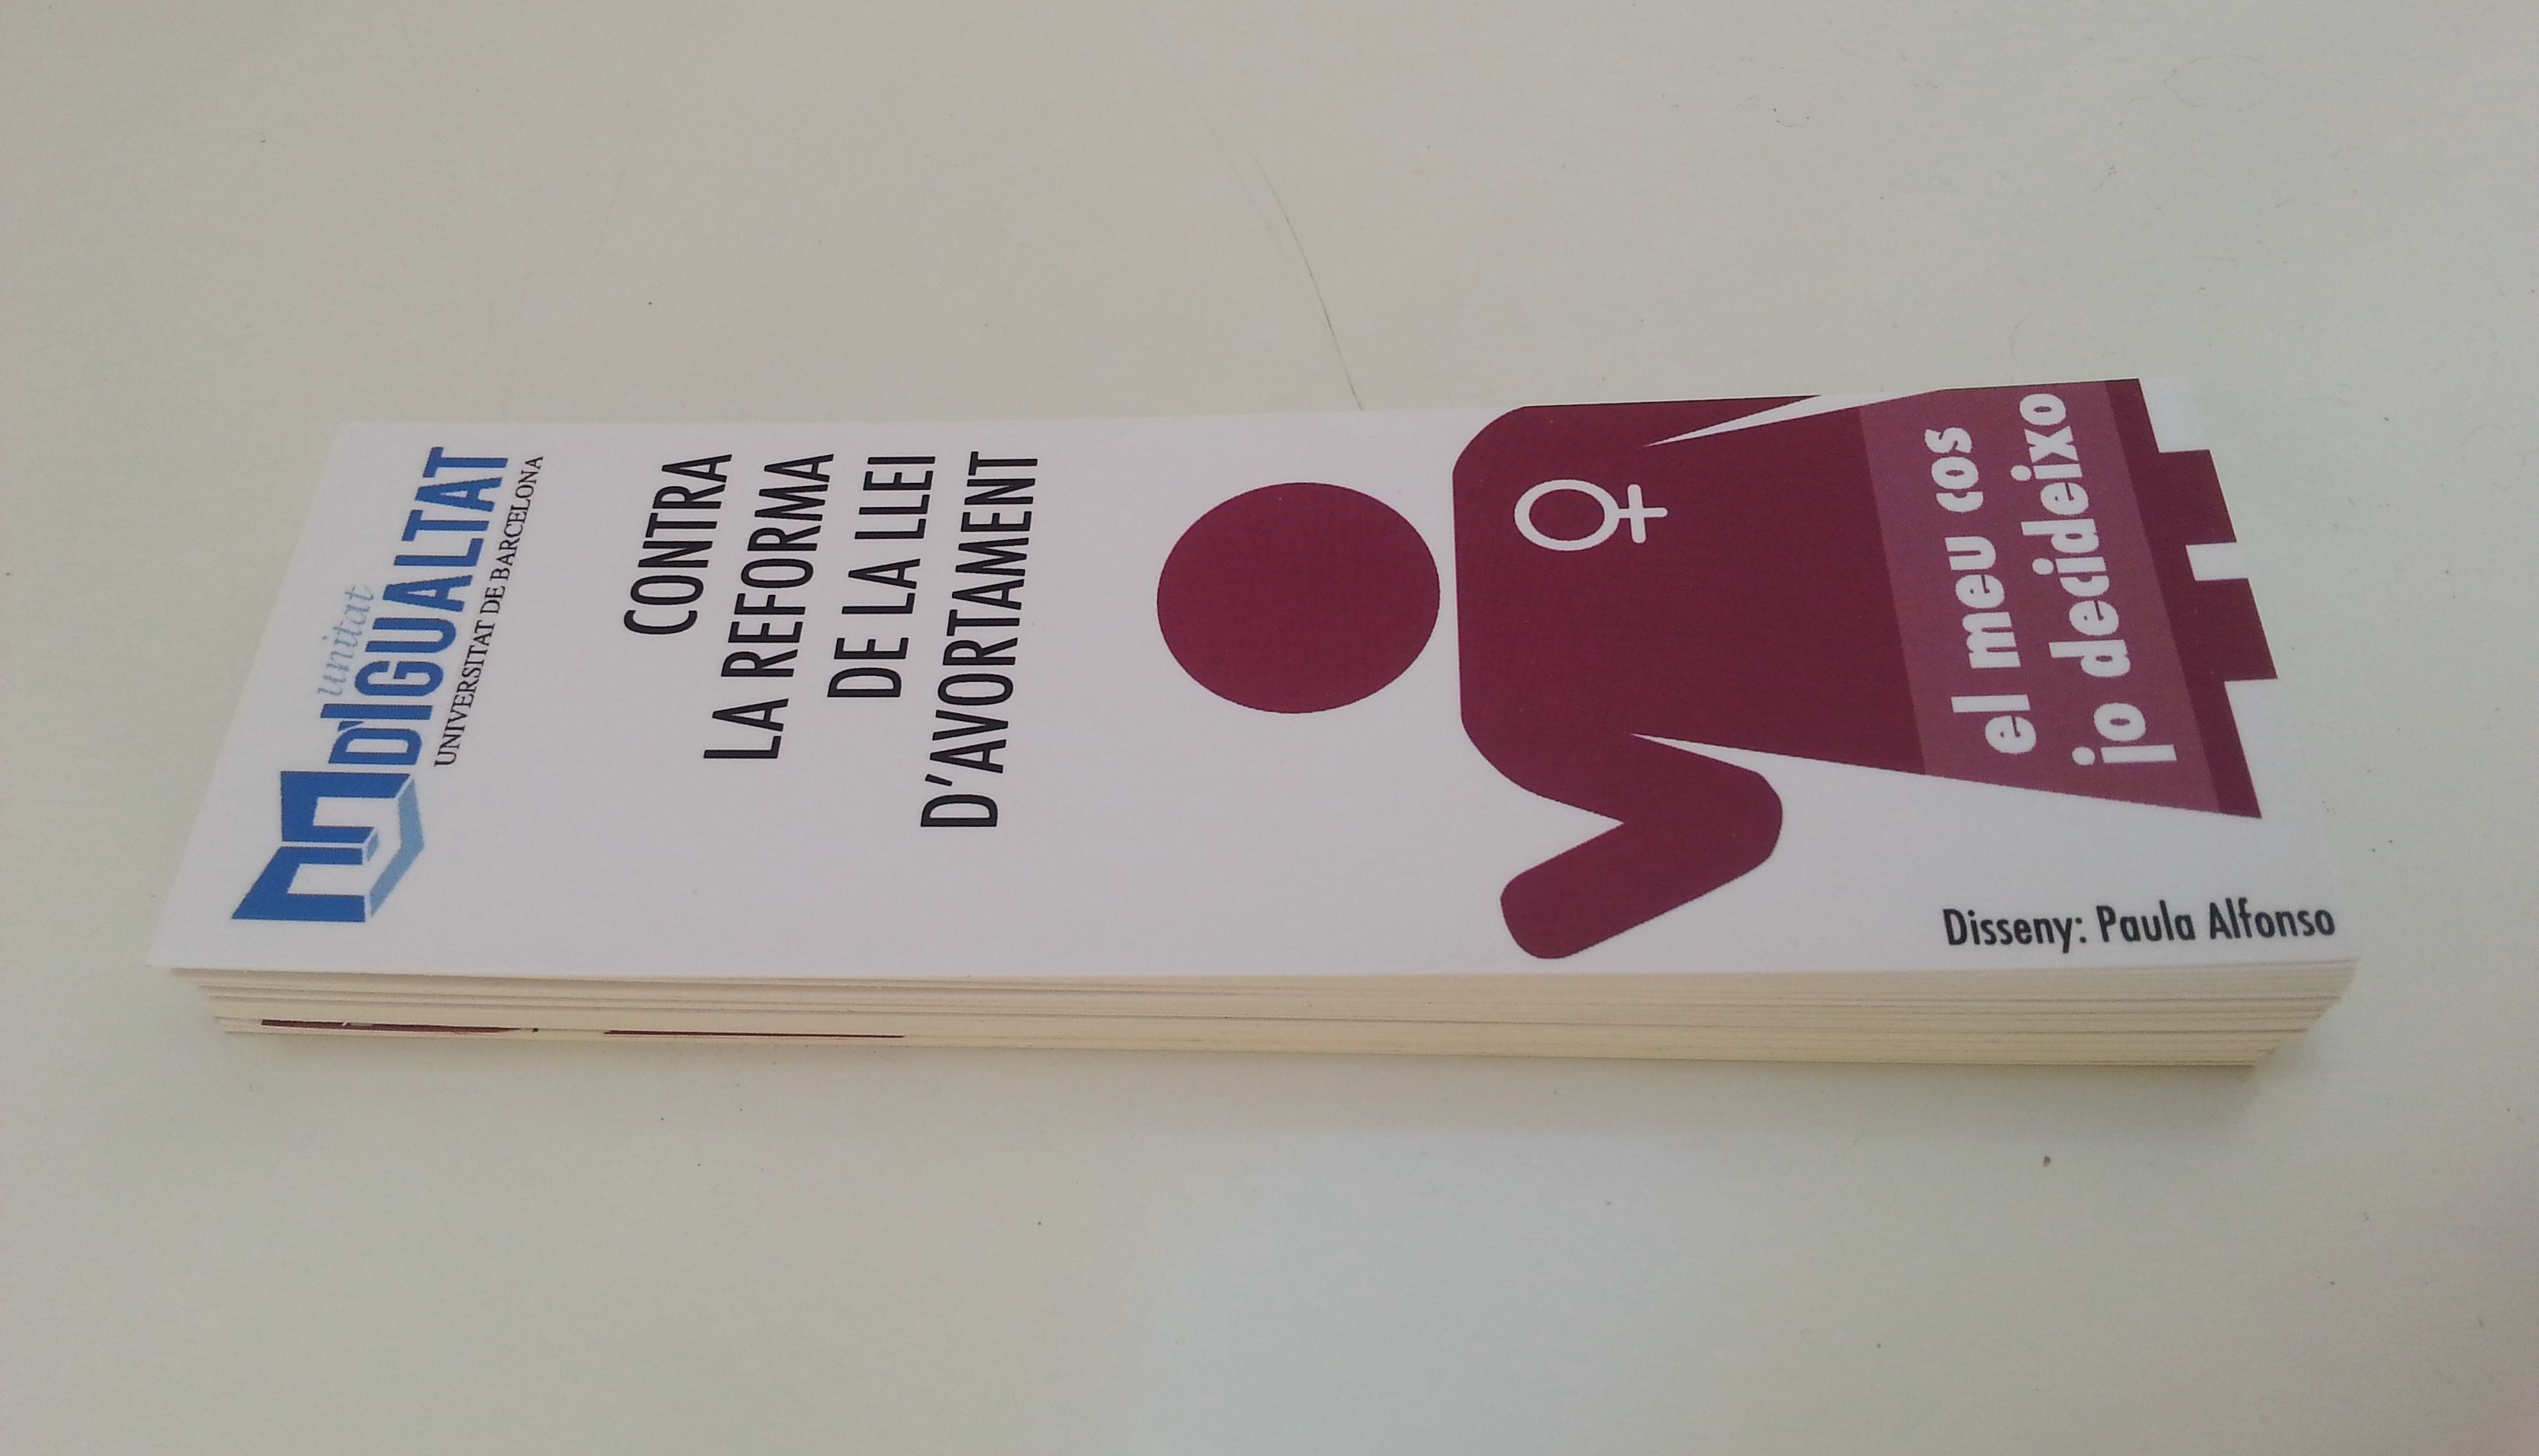 unitat
D'IGUALTAT
UNIVERSITAT DE BARCELONA
CONTRA
LA REFORMA
DE LA LLEI
D'AVORTAMENT
el meu cos
jo decideixo
Disseny: Paula Alfonso